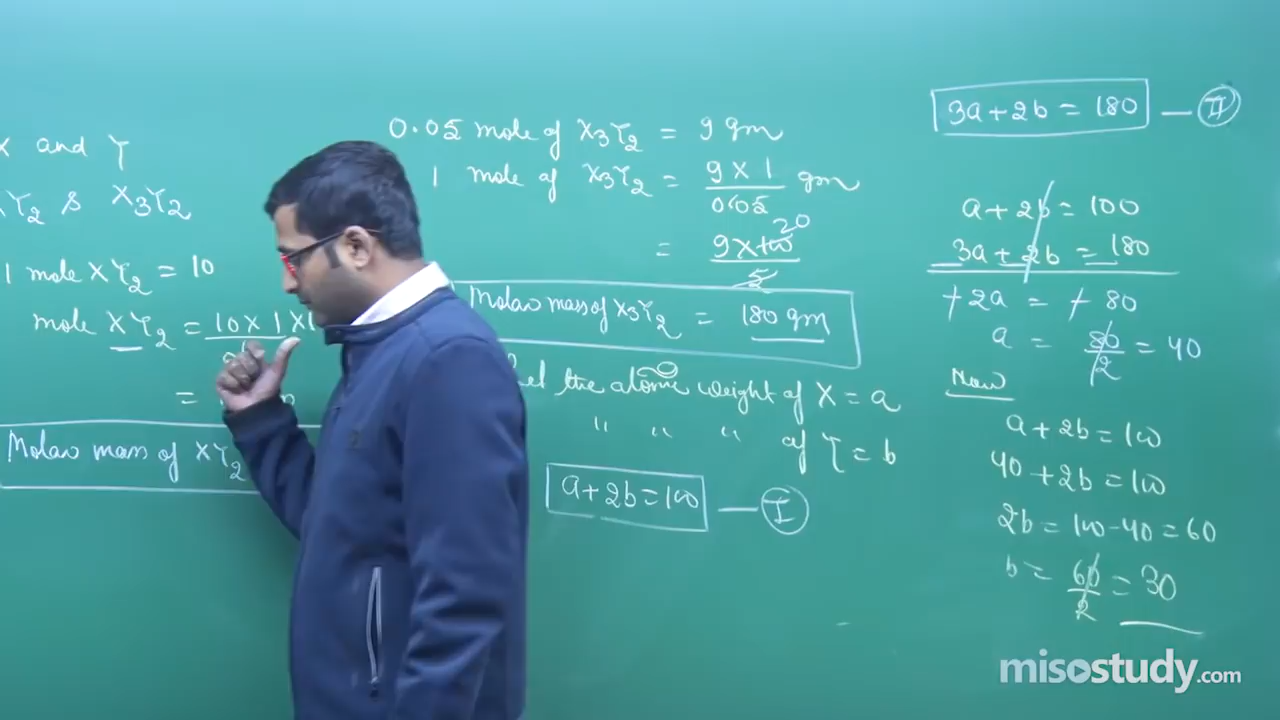 X and Y
XY2 & X3Y2
1 mole XY2 = 10
mole XY2 = 10 X 1 X
=
Molar mass of XY2
0.05 mole of X3Y2 = 9 gm
1 mole of X3Y2 = 9 X 1 / 0.05 gm
= 9 X 100 / 5 20
Molar mass of X3Y2 = 180 gm
Let the atomic weight of X = a
" " " of Y = b
a + 2b = 100 — I
3a + 2b = 180 — II
a + 2b = 100
3a + 2b = 180
+2a = + 80
a = 80/2 = 40
Now
a + 2b = 100
40 + 2b = 100
2b = 100 - 40 = 60
b = 60/2 = 30
misostudy.com